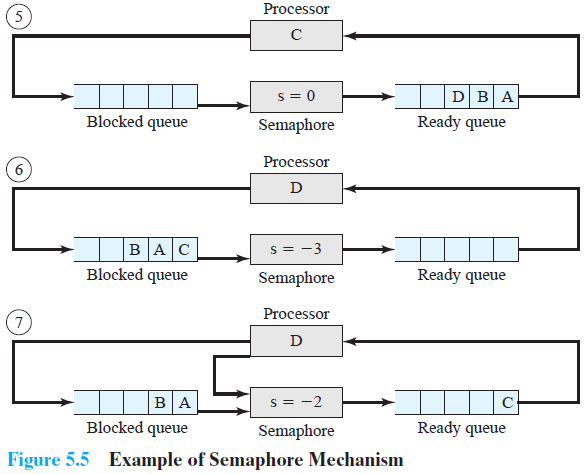 5
Processor
C
s = 0
D B A
Blocked queue
Semaphore
Ready queue
6
Processor
D
B A C
s = −3
Blocked queue
Semaphore
Ready queue
7
Processor
D
B A
s = −2
C
Blocked queue
Semaphore
Ready queue
Figure 5.5 Example of Semaphore Mechanism